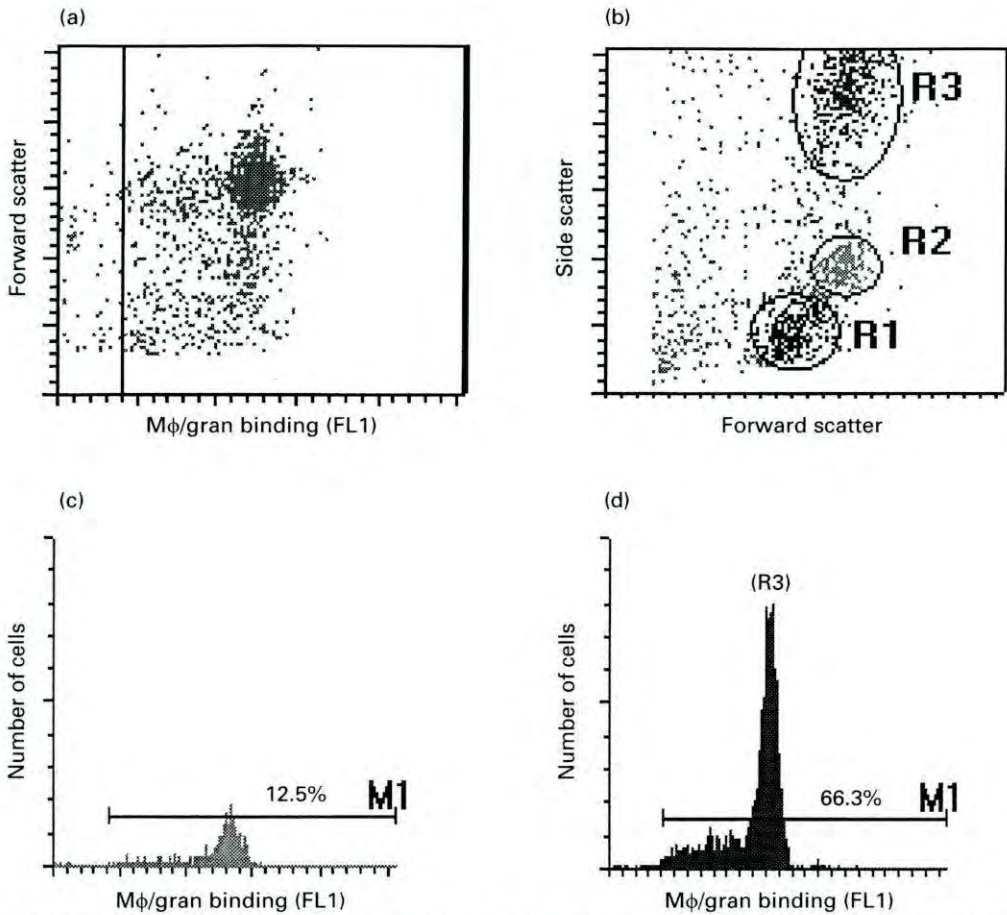 (a)
Forward scatter
Mφ/gran binding (FL1)
(b)
Side scatter
R3
R2
R1
Forward scatter
(c)
Number of cells
12.5%
M1
Mφ/gran binding (FL1)
(d)
Number of cells
(R3)
66.3%
M1
Mφ/gran binding (FL1)